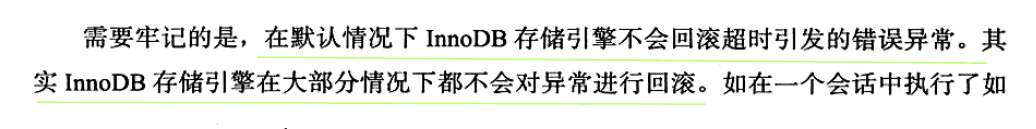 需要牢记的是，在默认情况下 InnoDB 存储引擎不会回滚超时引发的错误异常。其
实 InnoDB 存储引擎在大部分情况下都不会对异常进行回滚。如在一个会话中执行了如